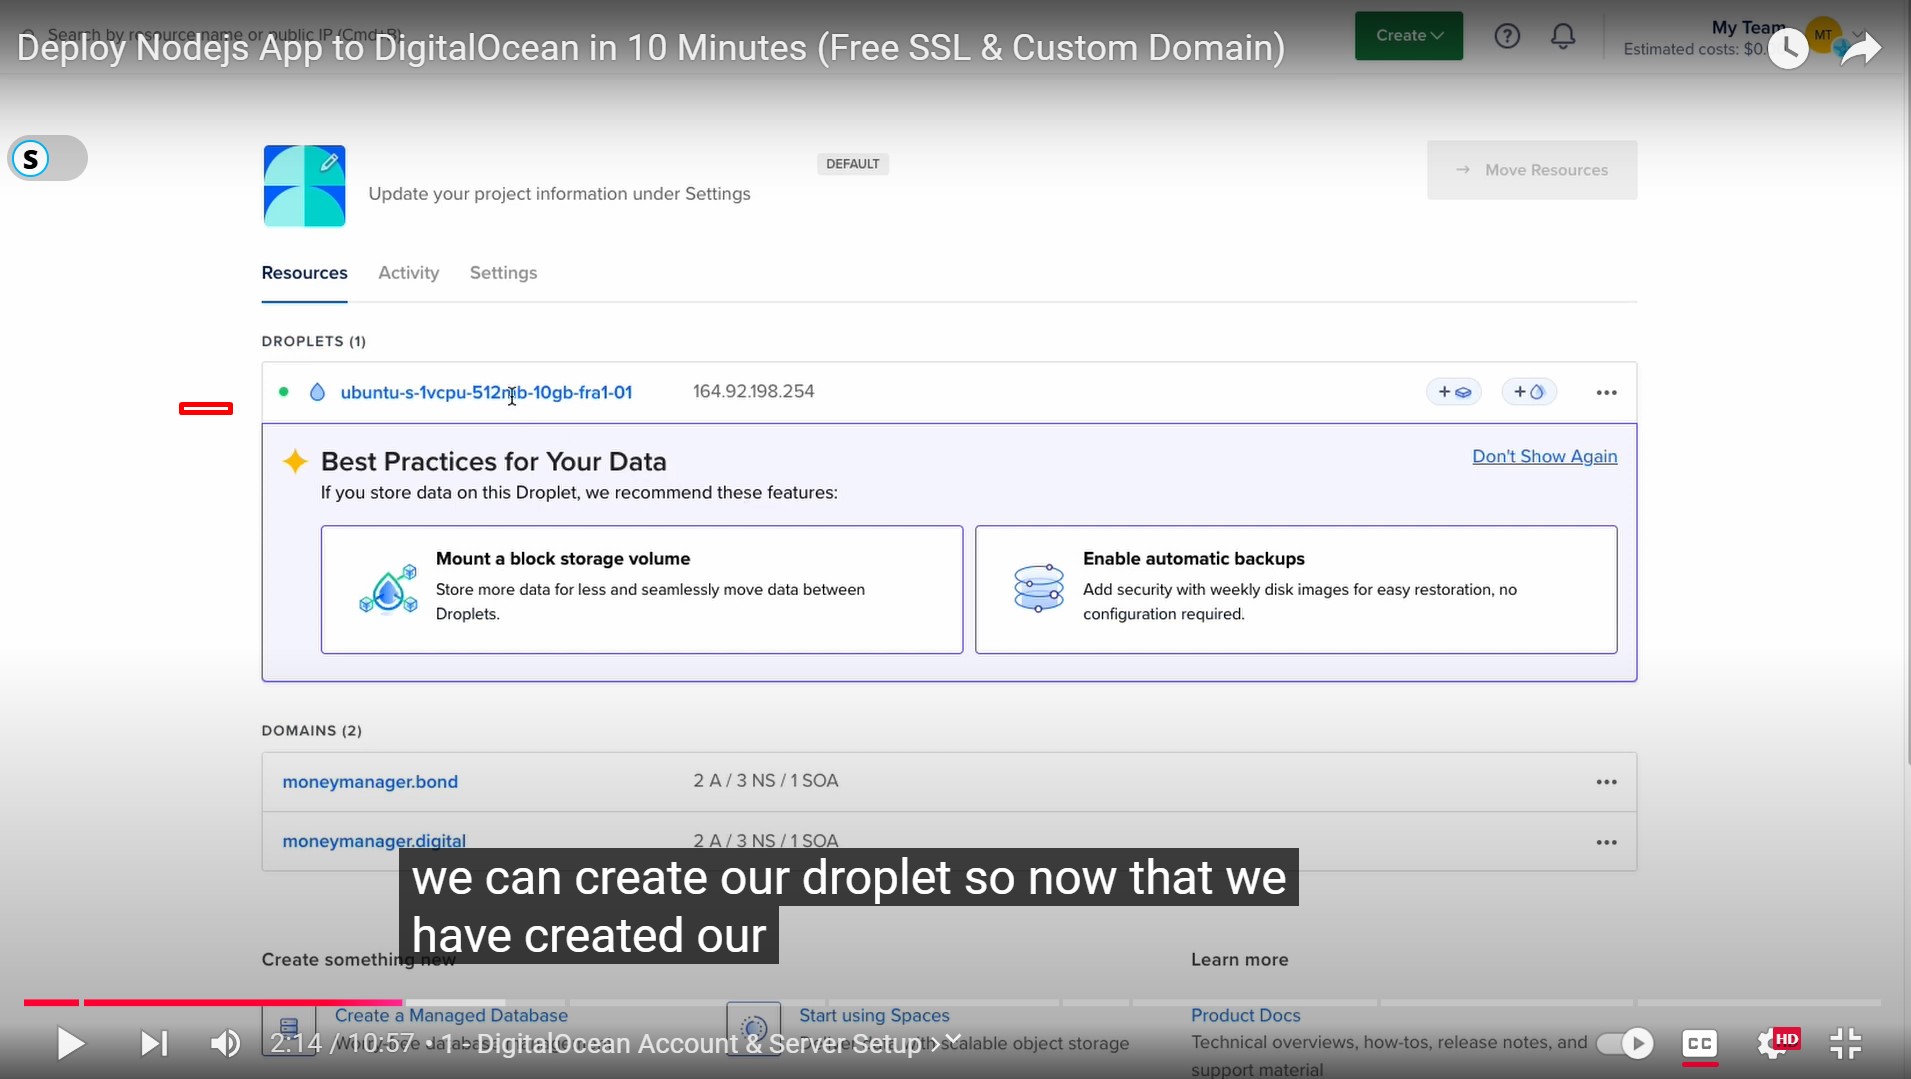 Search by resource name or public IP (Cmd+B)
Deploy Nodejs App to DigitalOcean in 10 Minutes (Free SSL & Custom Domain)
Create
My Team
Estimated costs: $0.
MT
S
DEFAULT
Update your project information under Settings
Move Resources
Resources
Activity
Settings
DROPLETS (1)
ubuntu-s-1vcpu-512mb-10gb-fra1-01
164.92.198.254
Best Practices for Your Data
Don't Show Again
If you store data on this Droplet, we recommend these features:
Mount a block storage volume
Store more data for less and seamlessly move data between
Droplets.
Enable automatic backups
Add security with weekly disk images for easy restoration, no
configuration required.
DOMAINS (2)
moneymanager.bond
2 A / 3 NS / 1 SOA
moneymanager.digital
2 A / 3 NS / 1 SOA
we can create our droplet so now that we
have created our
Create something new
Learn more
Create a Managed Database
Start using Spaces
Product Docs
2:14 / 10:57 • 1 - DigitalOcean Account & Server Setup
scalable object storage
Technical overviews, how-tos, release notes, and
support material
CC
HD